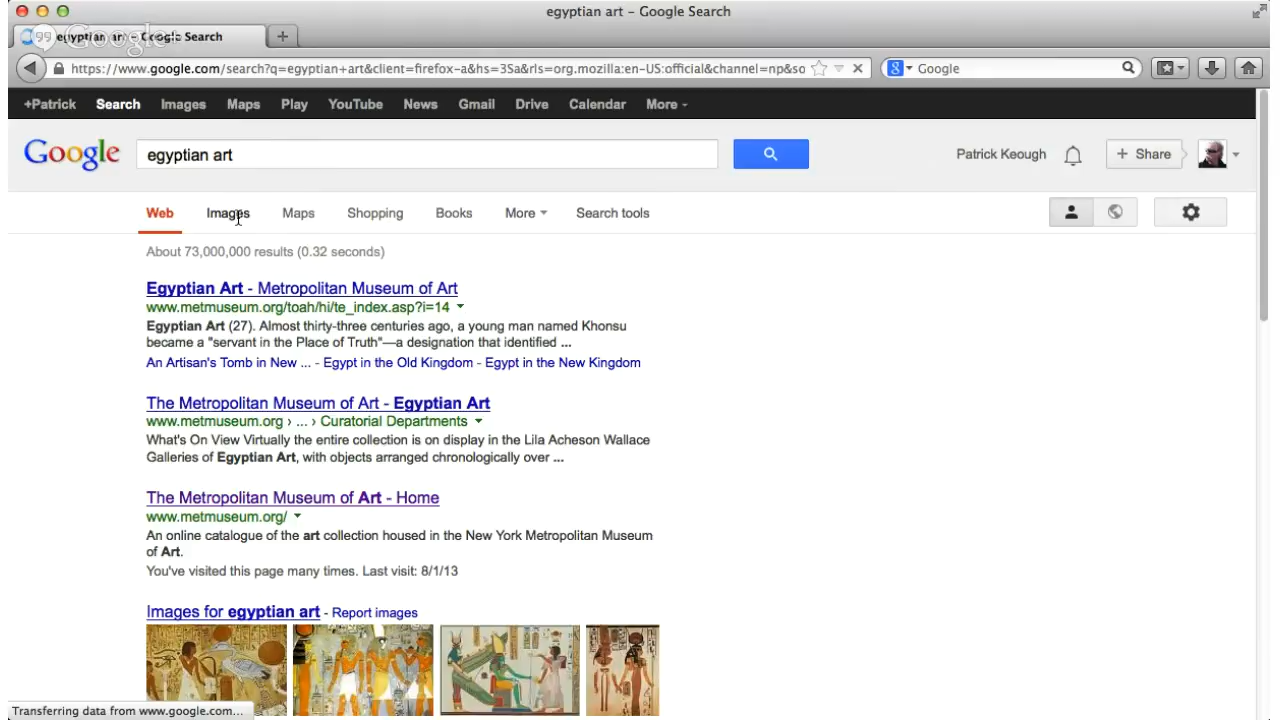 egyptian art - Google Search
egyptian art - Google Search
https://www.google.com/search?q=egyptian+art&client=firefox-a&hs=3Sa&rls=org.mozilla:en-US:official&channel=np&so
Google
+Patrick Search Images Maps Play YouTube News Gmail Drive Calendar More
Google
egyptian art
Patrick Keough
+ Share
Web Images Maps Shopping Books More Search tools
About 73,000,000 results (0.32 seconds)
Egyptian Art - Metropolitan Museum of Art
www.metmuseum.org/toah/hi/te_index.asp?i=14
Egyptian Art (27). Almost thirty-three centuries ago, a young man named Khonsu
became a "servant in the Place of Truth"—a designation that identified ...
An Artisan's Tomb in New ... - Egypt in the Old Kingdom - Egypt in the New Kingdom
The Metropolitan Museum of Art - Egyptian Art
www.metmuseum.org › ... › Curatorial Departments
What's On View Virtually the entire collection is on display in the Lila Acheson Wallace
Galleries of Egyptian Art, with objects arranged chronologically over ...
The Metropolitan Museum of Art - Home
www.metmuseum.org/
An online catalogue of the art collection housed in the New York Metropolitan Museum
of Art.
You've visited this page many times. Last visit: 8/1/13
Images for egyptian art - Report images
Transferring data from www.google.com...